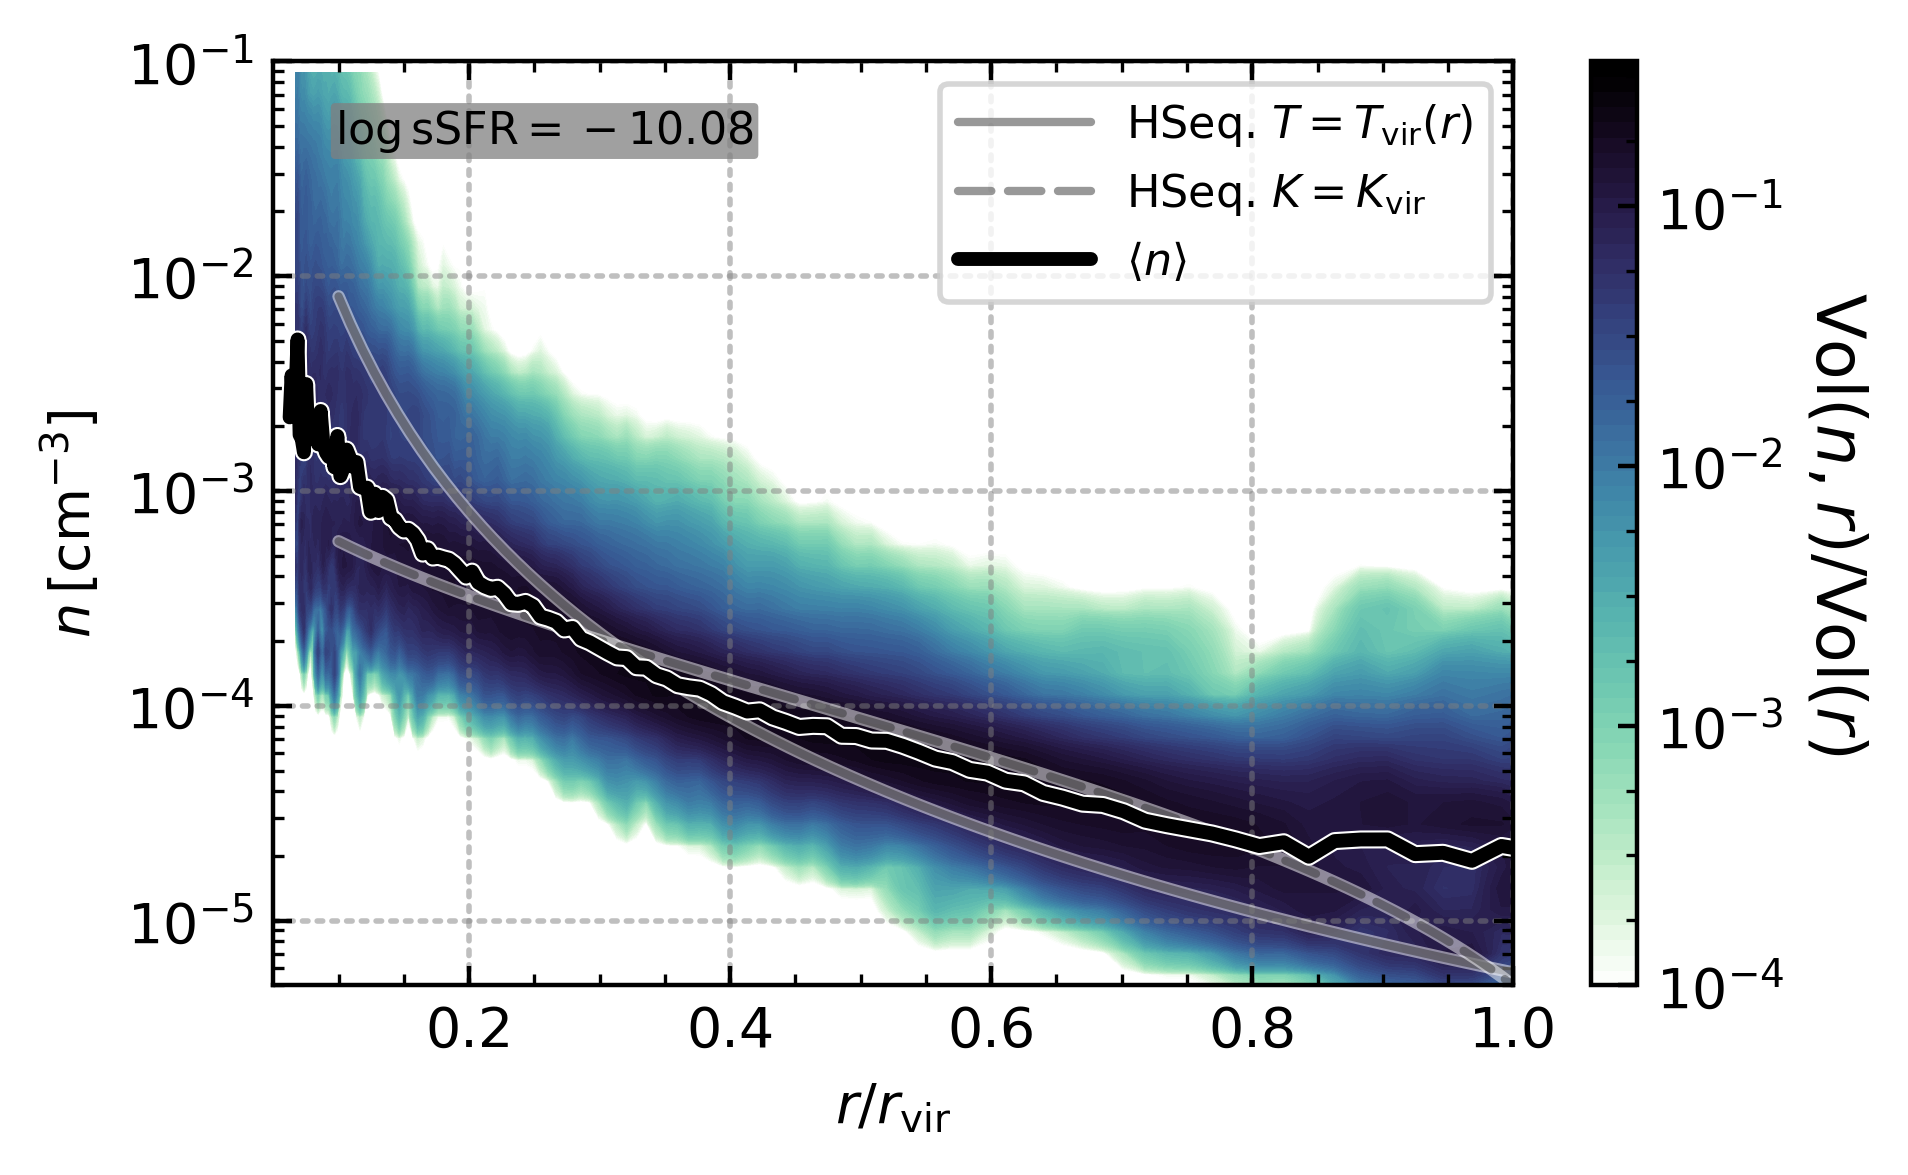 10⁻¹
10⁻²
10⁻³
10⁻⁴
10⁻⁵
n [cm⁻³]
log sSFR = −10.08
HSeq. T = T_vir(r)
HSeq. K = K_vir
⟨n⟩
0.2 0.4 0.6 0.8 1.0
r/r_vir
10⁻¹
10⁻²
10⁻³
10⁻⁴
Vol(n, r)/Vol(r)